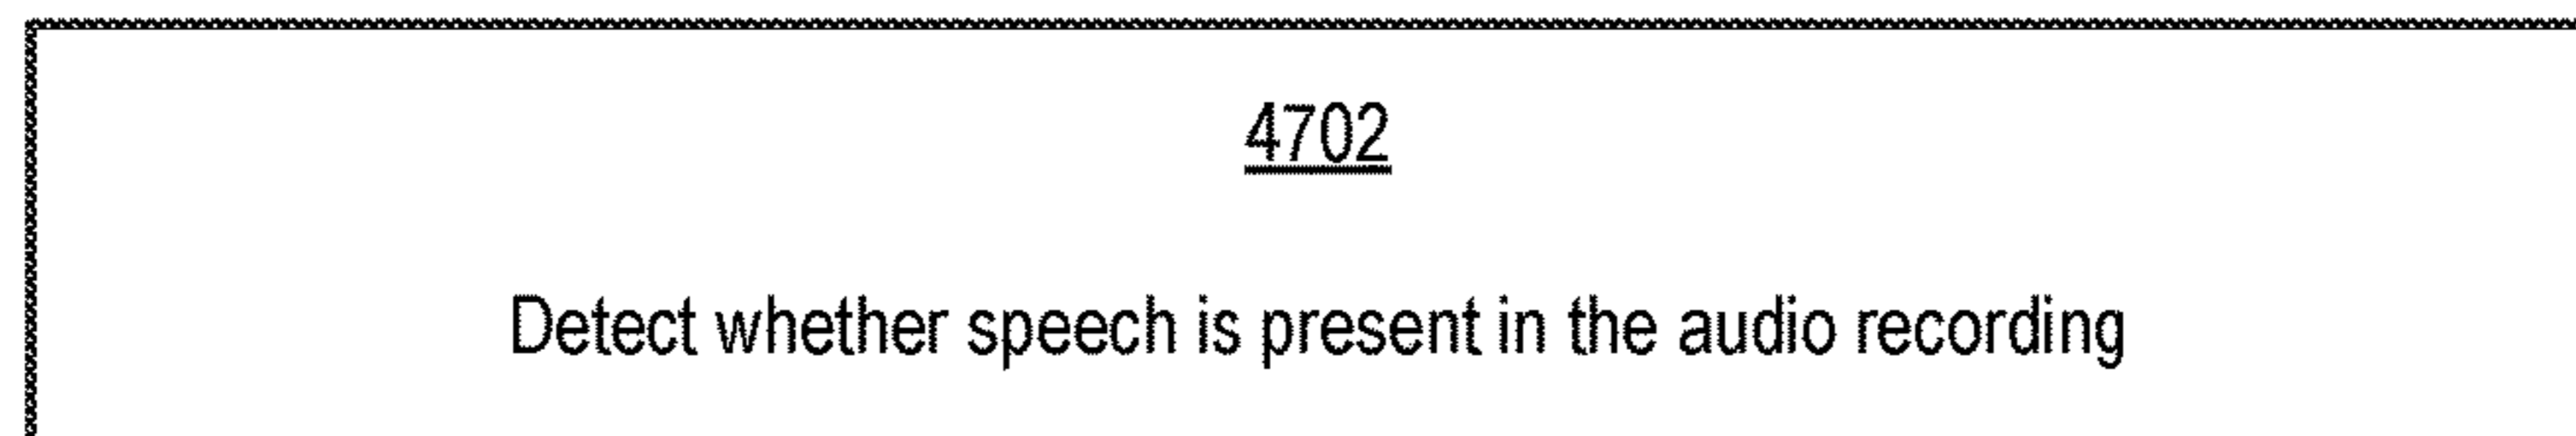 4702
Detect whether speech is present in the audio recording